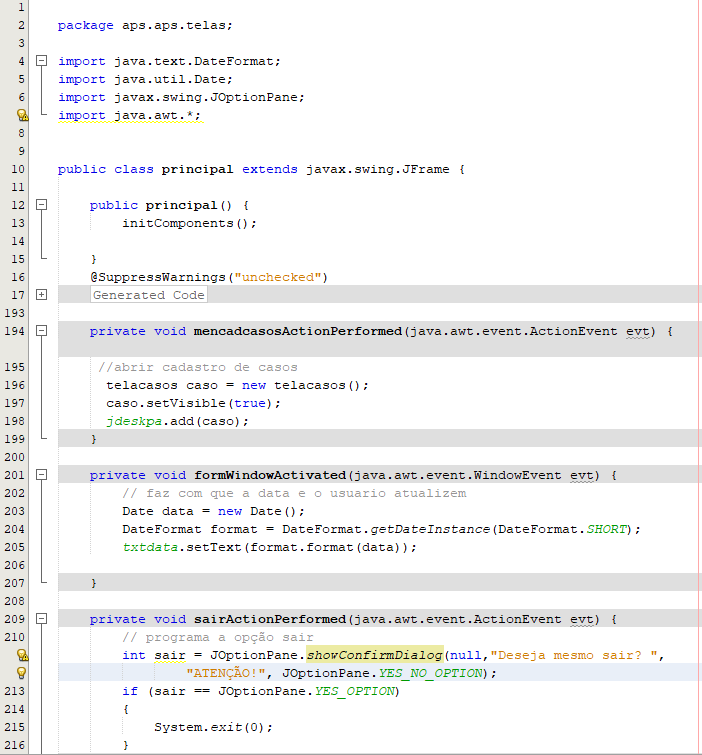 1
2 package aps.aps.telas;
3
4 import java.text.DateFormat;
5 import java.util.Date;
6 import javax.swing.JOptionPane;
import java.awt.*;
8
9
10 public class principal extends javax.swing.JFrame {
11
12 public principal() {
13 initComponents();
14
15 }
16 @SuppressWarnings("unchecked")
17 Generated Code
193
194 private void mencadcasosActionPerformed(java.awt.event.ActionEvent evt) {
195 //abrir cadastro de casos
196 telacasos caso = new telacasos();
197 caso.setVisible(true);
198 jdeskpa.add(caso);
199 }
200
201 private void formWindowActivated(java.awt.event.WindowEvent evt) {
202 // faz com que a data e o usuario atualizem
203 Date data = new Date();
204 DateFormat format = DateFormat.getDateInstance(DateFormat.SHORT);
205 txtdata.setText(format.format(data));
206
207 }
208
209 private void sairActionPerformed(java.awt.event.ActionEvent evt) {
210 // programa a opção sair
int sair = JOptionPane.showConfirmDialog(null,"Deseja mesmo sair? ",
"ATENÇÃO!", JOptionPane.YES_NO_OPTION);
213 if (sair == JOptionPane.YES_OPTION)
214 {
215 System.exit(0);
216 }